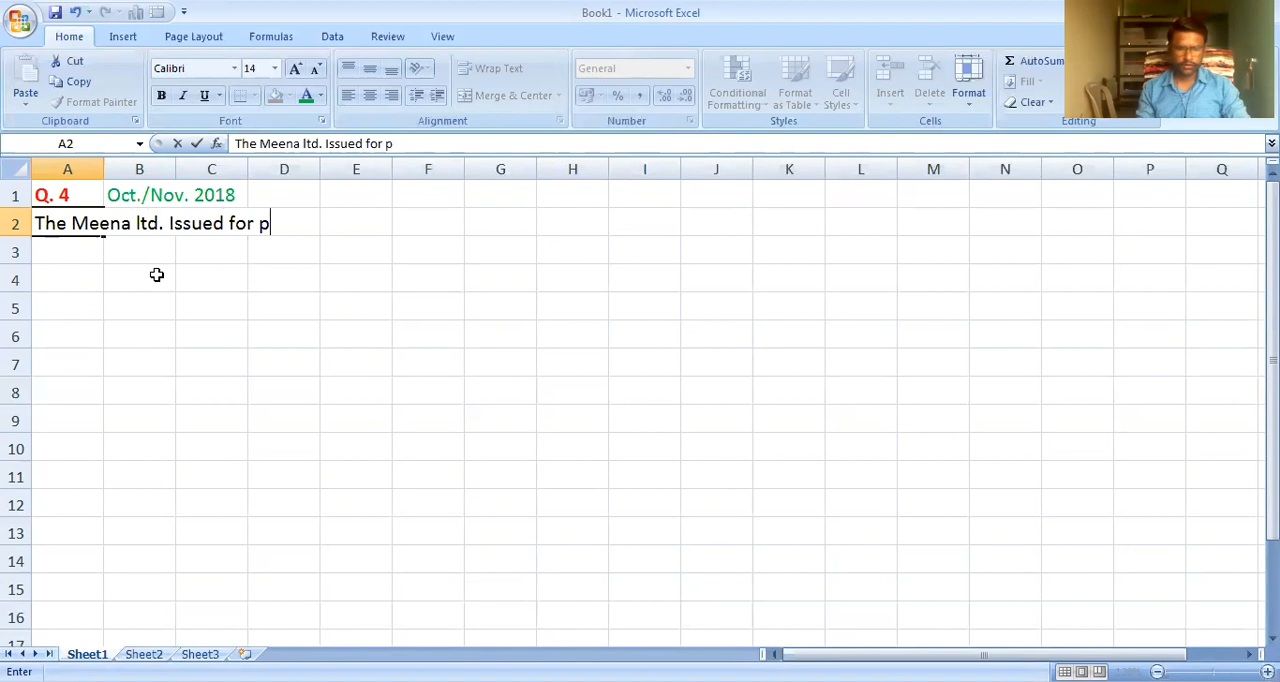 Book1 - Microsoft Excel
Home Insert Page Layout Formulas Data Review View
Paste Cut Calibri 14 Wrap Text General Conditional Formatting Format as Table Cell Styles Insert Delete Format AutoSum
Copy Fill
Format Painter B I U A Merge & Center % , Clear
Clipboard Font Alignment Number Styles Cells Editing
A2 fx The Meena ltd. Issued for p
A B C D E F G H I J K L M N O P Q
1 Q. 4 Oct./Nov. 2018
2 The Meena ltd. Issued for p
3
4
5
6
7
8
9
10
11
12
13
14
15
16
17
Sheet1 Sheet2 Sheet3
Enter